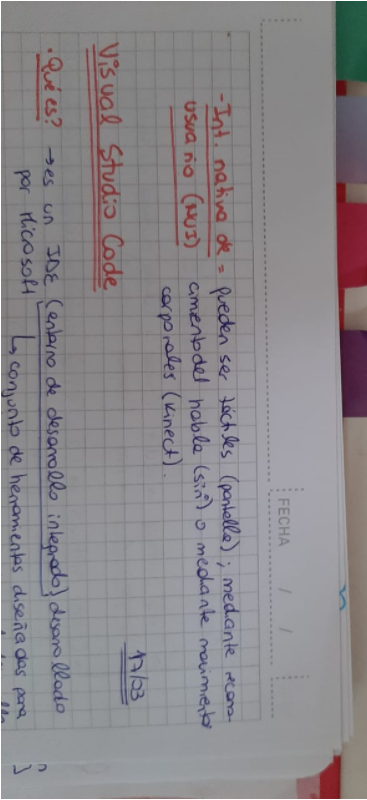 FECHA / /
- Int. nativa de = pueden ser táctiles (pantalla); mediante recono-
usuario (NUI) cimiento del habla (siri) o mediante movimientos
corporales (Kinect).
17/03
Visual Studio Code
· Qué es? → es un IDE (entorno de desarrollo integrado) desarrollado
por Microsoft ↳ conjunto de herramientas diseñadas para